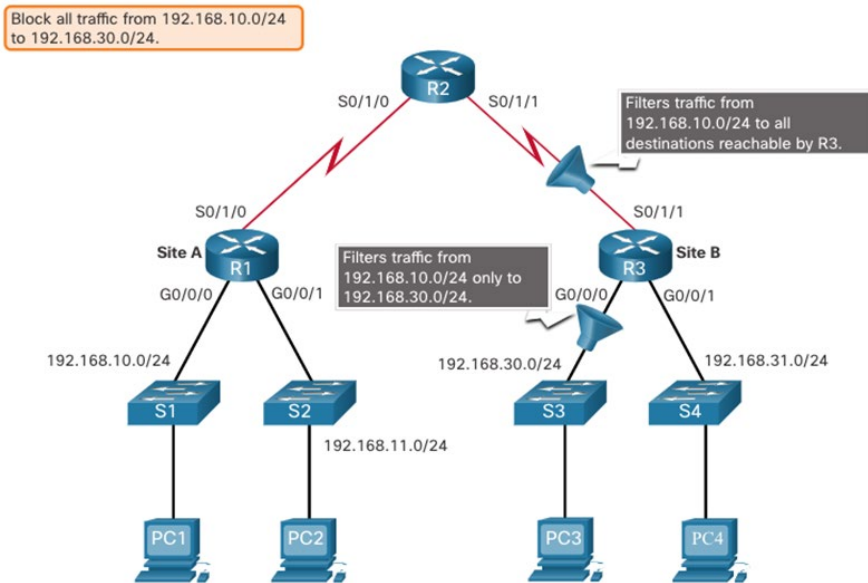 Block all traffic from 192.168.10.0/24
to 192.168.30.0/24.
R2
S0/1/0
S0/1/1
Filters traffic from
192.168.10.0/24 to all
destinations reachable by R3.
S0/1/0
S0/1/1
Site A
R1
Filters traffic from
192.168.10.0/24 only to
192.168.30.0/24.
R3
Site B
G0/0/0
G0/0/1
G0/0/0
G0/0/1
192.168.10.0/24
192.168.30.0/24
192.168.31.0/24
S1
S2
S3
S4
192.168.11.0/24
PC1
PC2
PC3
PC4